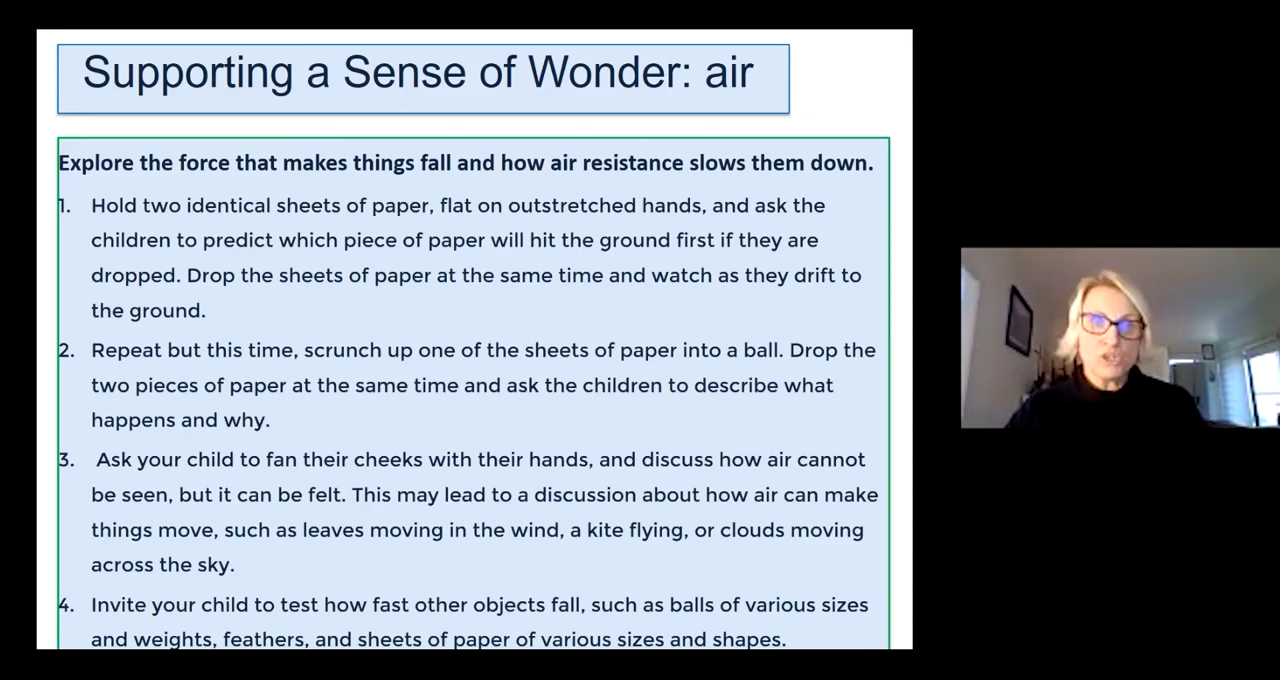 Supporting a Sense of Wonder: air
Explore the force that makes things fall and how air resistance slows them down.
1. Hold two identical sheets of paper, flat on outstretched hands, and ask the
children to predict which piece of paper will hit the ground first if they are
dropped. Drop the sheets of paper at the same time and watch as they drift to
the ground.
2. Repeat but this time, scrunch up one of the sheets of paper into a ball. Drop the
two pieces of paper at the same time and ask the children to describe what
happens and why.
3. Ask your child to fan their cheeks with their hands, and discuss how air cannot
be seen, but it can be felt. This may lead to a discussion about how air can make
things move, such as leaves moving in the wind, a kite flying, or clouds moving
across the sky.
4. Invite your child to test how fast other objects fall, such as balls of various sizes
and weights, feathers, and sheets of paper of various sizes and shapes.